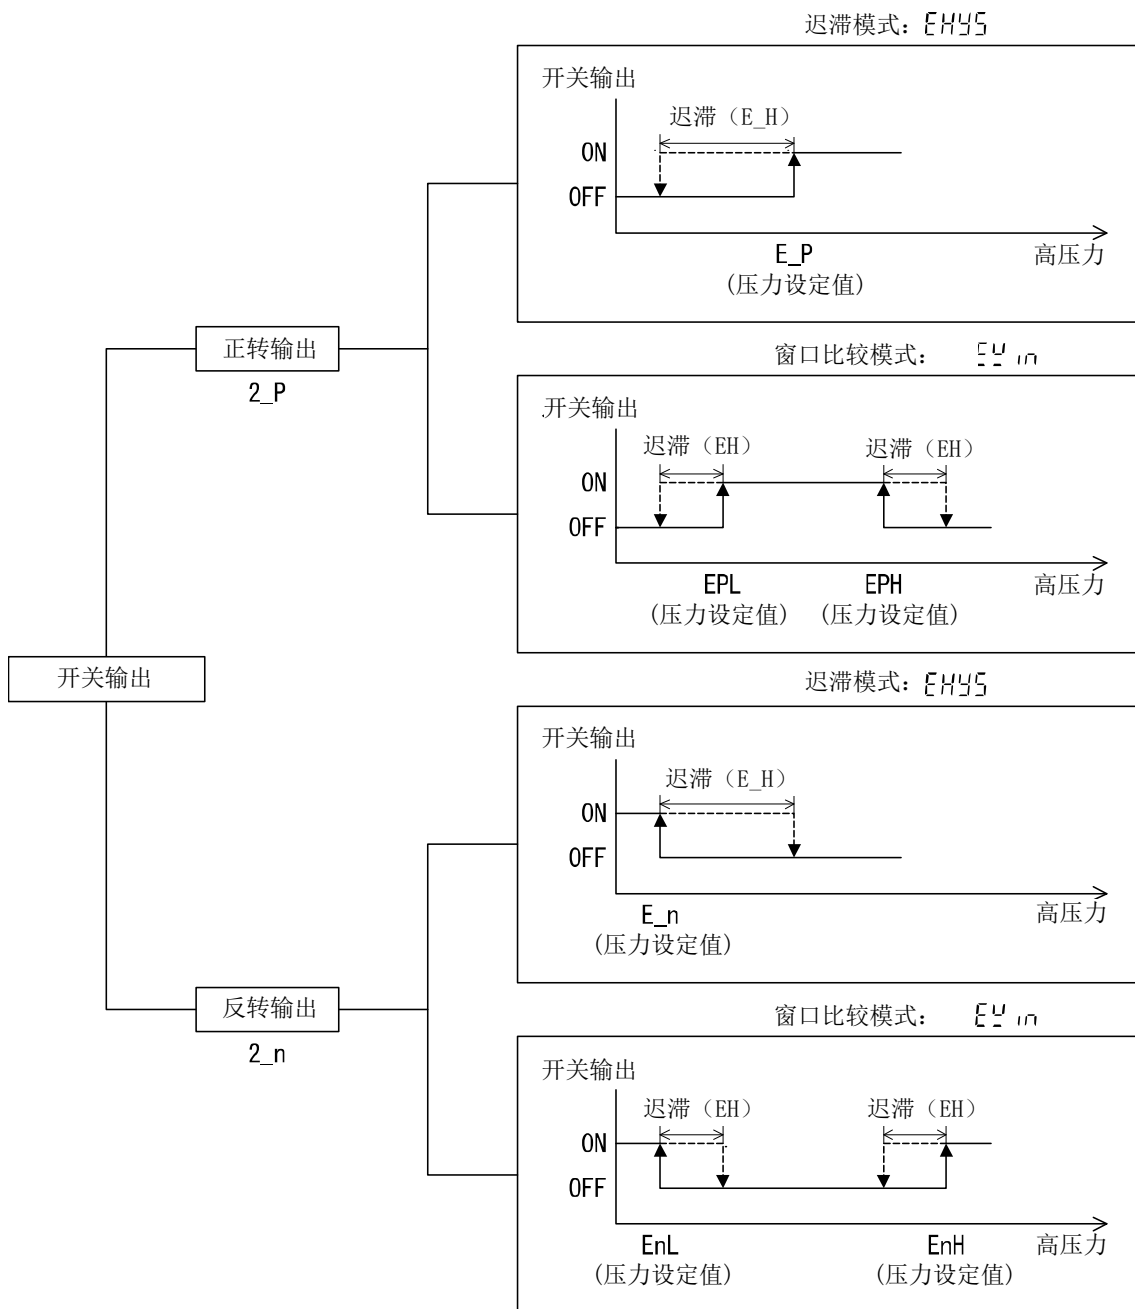 迟滞模式：EHYS
开关输出
迟滞（E_H）
ON
OFF
E_P
高压力
(压力设定值)
正转输出
2_P
窗口比较模式：
.开关输出
迟滞（EH）
迟滞（EH）
ON
OFF
EPL
EPH
高压力
(压力设定值)
(压力设定值)
开关输出
迟滞模式：EHYS
开关输出
迟滞（E_H）
ON
OFF
E_n
高压力
(压力设定值)
反转输出
2_n
窗口比较模式：
开关输出
迟滞（EH）
迟滞（EH）
ON
OFF
EnL
EnH
高压力
(压力设定值)
(压力设定值)